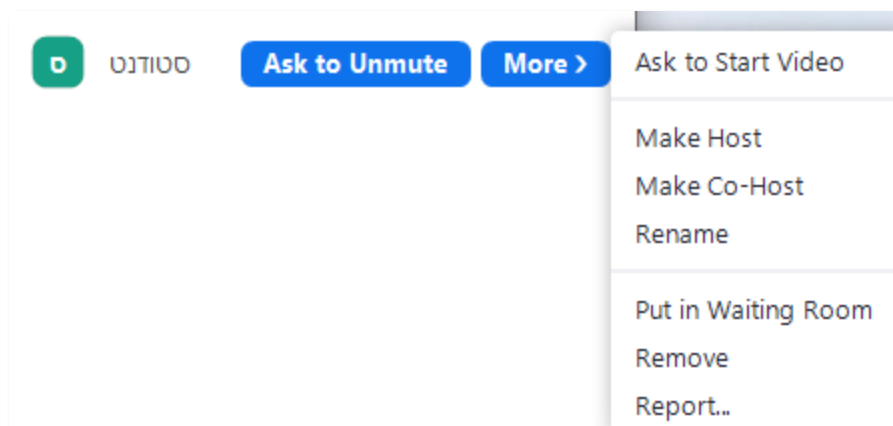 ס סטודנט Ask to Unmute More >
Ask to Start Video
Make Host
Make Co-Host
Rename
Put in Waiting Room
Remove
Report...